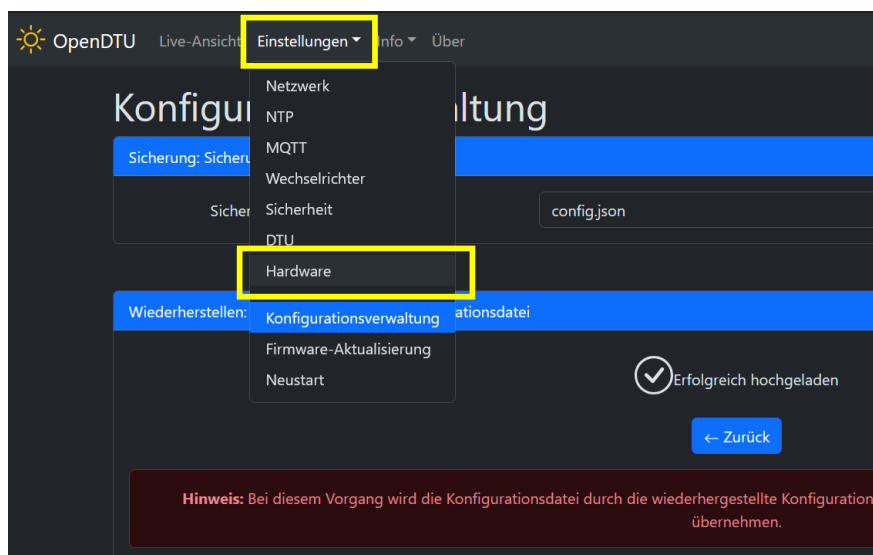 OpenDTU Live-Ansicht Einstellungen Info Über
Netzwerk
NTP
MQTT
Wechselrichter
Sicherheit
DTU
Hardware
Konfigurationsverwaltung
Firmware-Aktualisierung
Neustart
Konfigu ltung
Sicherung: Sicheru
Sicher config.json
Wiederherstellen: ationsdatei
Erfolgreich hochgeladen
← Zurück
Hinweis: Bei diesem Vorgang wird die Konfigurationsdatei durch die wiederhergestellte Konfiguration
übernehmen.